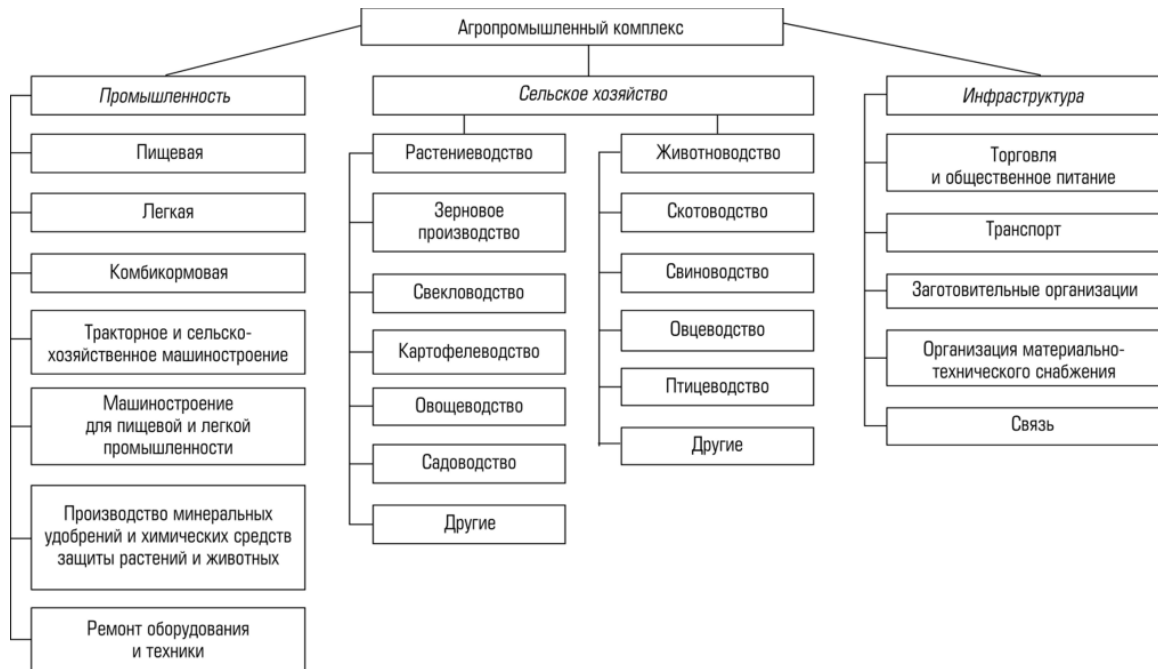 Агропромышленный комплекс
Промышленность
Пищевая
Легкая
Комбикормовая
Тракторное и сельско-
хозяйственное машиностроение
Машиностроение
для пищевой и легкой
промышленности
Производство минеральных
удобрений и химических средств
защиты растений и животных
Ремонт оборудования
и техники
Сельское хозяйство
Растениеводство
Зерновое
производство
Свекловодство
Картофелеводство
Овощеводство
Садоводство
Другие
Животноводство
Скотоводство
Свиноводство
Овцеводство
Птицеводство
Другие
Инфраструктура
Торговля
и общественное питание
Транспорт
Заготовительные организации
Организация материально-
технического снабжения
Связь